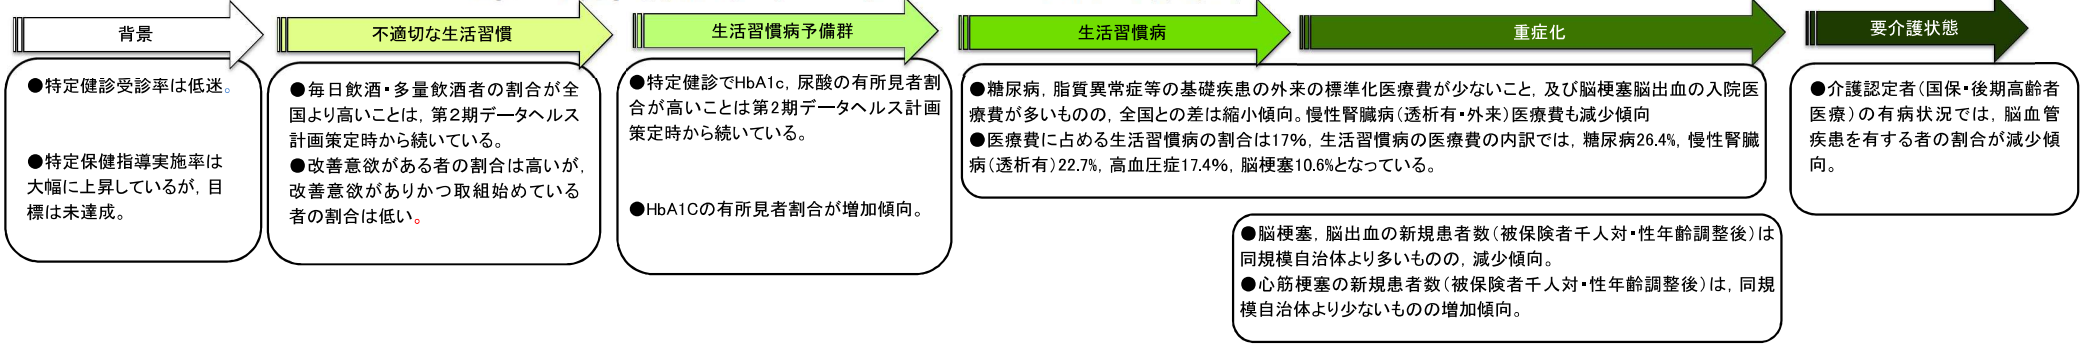 背景
●特定健診受診率は低迷。
●特定保健指導実施率は
大幅に上昇しているが，目
標は未達成。
不適切な生活習慣
●毎日飲酒・多量飲酒者の割合が全
国より高いことは，第２期データヘルス
計画策定時から続いている。
●改善意欲がある者の割合は高いが，
改善意欲がありかつ取組始めている
者の割合は低い。
生活習慣病予備群
●特定健診でHbA1c，尿酸の有所見者割
合が高いことは第2期データヘルス計画
策定時から続いている。
●HbA1Cの有所見者割合が増加傾向。
生活習慣病
重症化
●糖尿病，脂質異常症等の基礎疾患の外来の標準化医療費が少ないこと，及び脳梗塞脳出血の入院医
療費が多いものの，全国との差は縮小傾向。慢性腎臓病（透析有・外来）医療費も減少傾向
●医療費に占める生活習慣病の割合は17％，生活習慣病の医療費の内訳では，糖尿病26.4％，慢性腎臓
病（透析有）22.7％，高血圧症17.4％，脳梗塞10.6％となっている。
●脳梗塞，脳出血の新規患者数（被保険者千人対・性年齢調整後）は
同規模自治体より多いものの，減少傾向。
●心筋梗塞の新規患者数（被保険者千人対・性年齢調整後）は，同規
模自治体より少ないものの増加傾向。
要介護状態
●介護認定者（国保・後期高齢者
医療）の有病状況では，脳血管
疾患を有する者の割合が減少傾
向。